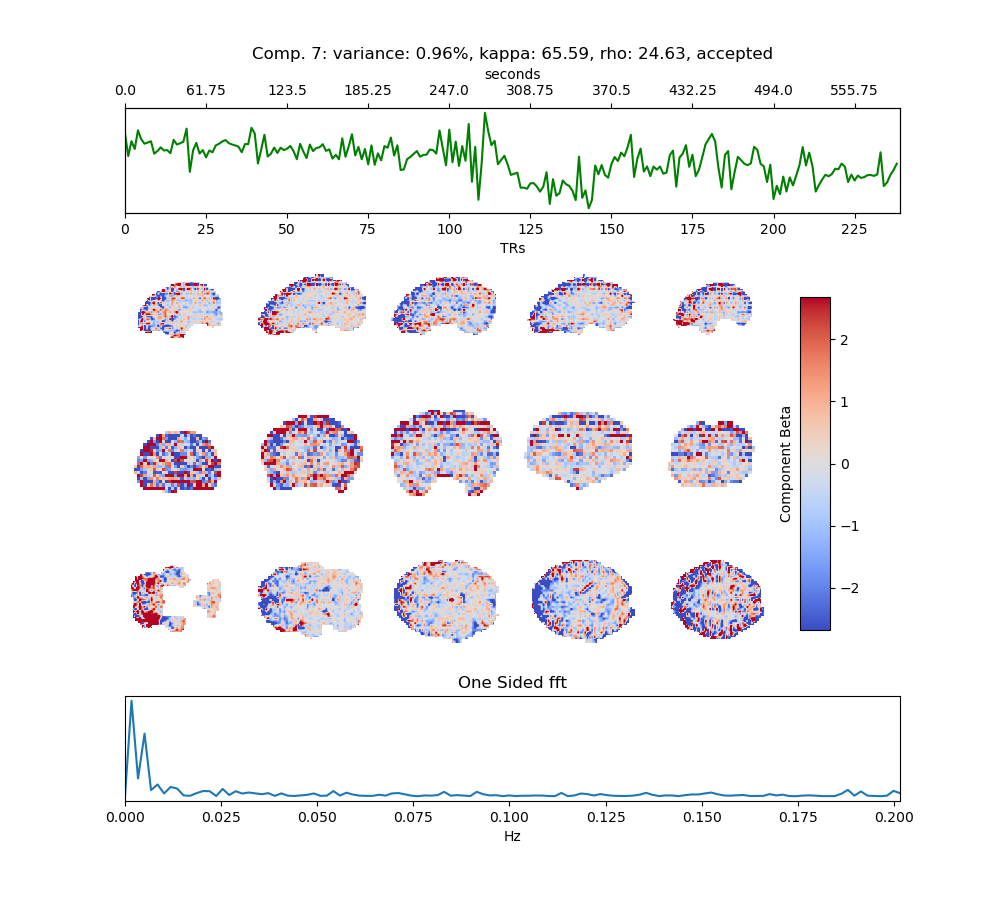 Comp. 7: variance: 0.96%, kappa: 65.59, rho: 24.63, accepted
seconds
0.0 61.75 123.5 185.25 247.0 308.75 370.5 432.25 494.0 555.75
0 25 50 75 100 125 150 175 200 225
TRs
2
1
0
−1
−2
Component Beta
One Sided fft
0.000 0.025 0.050 0.075 0.100 0.125 0.150 0.175 0.200
Hz